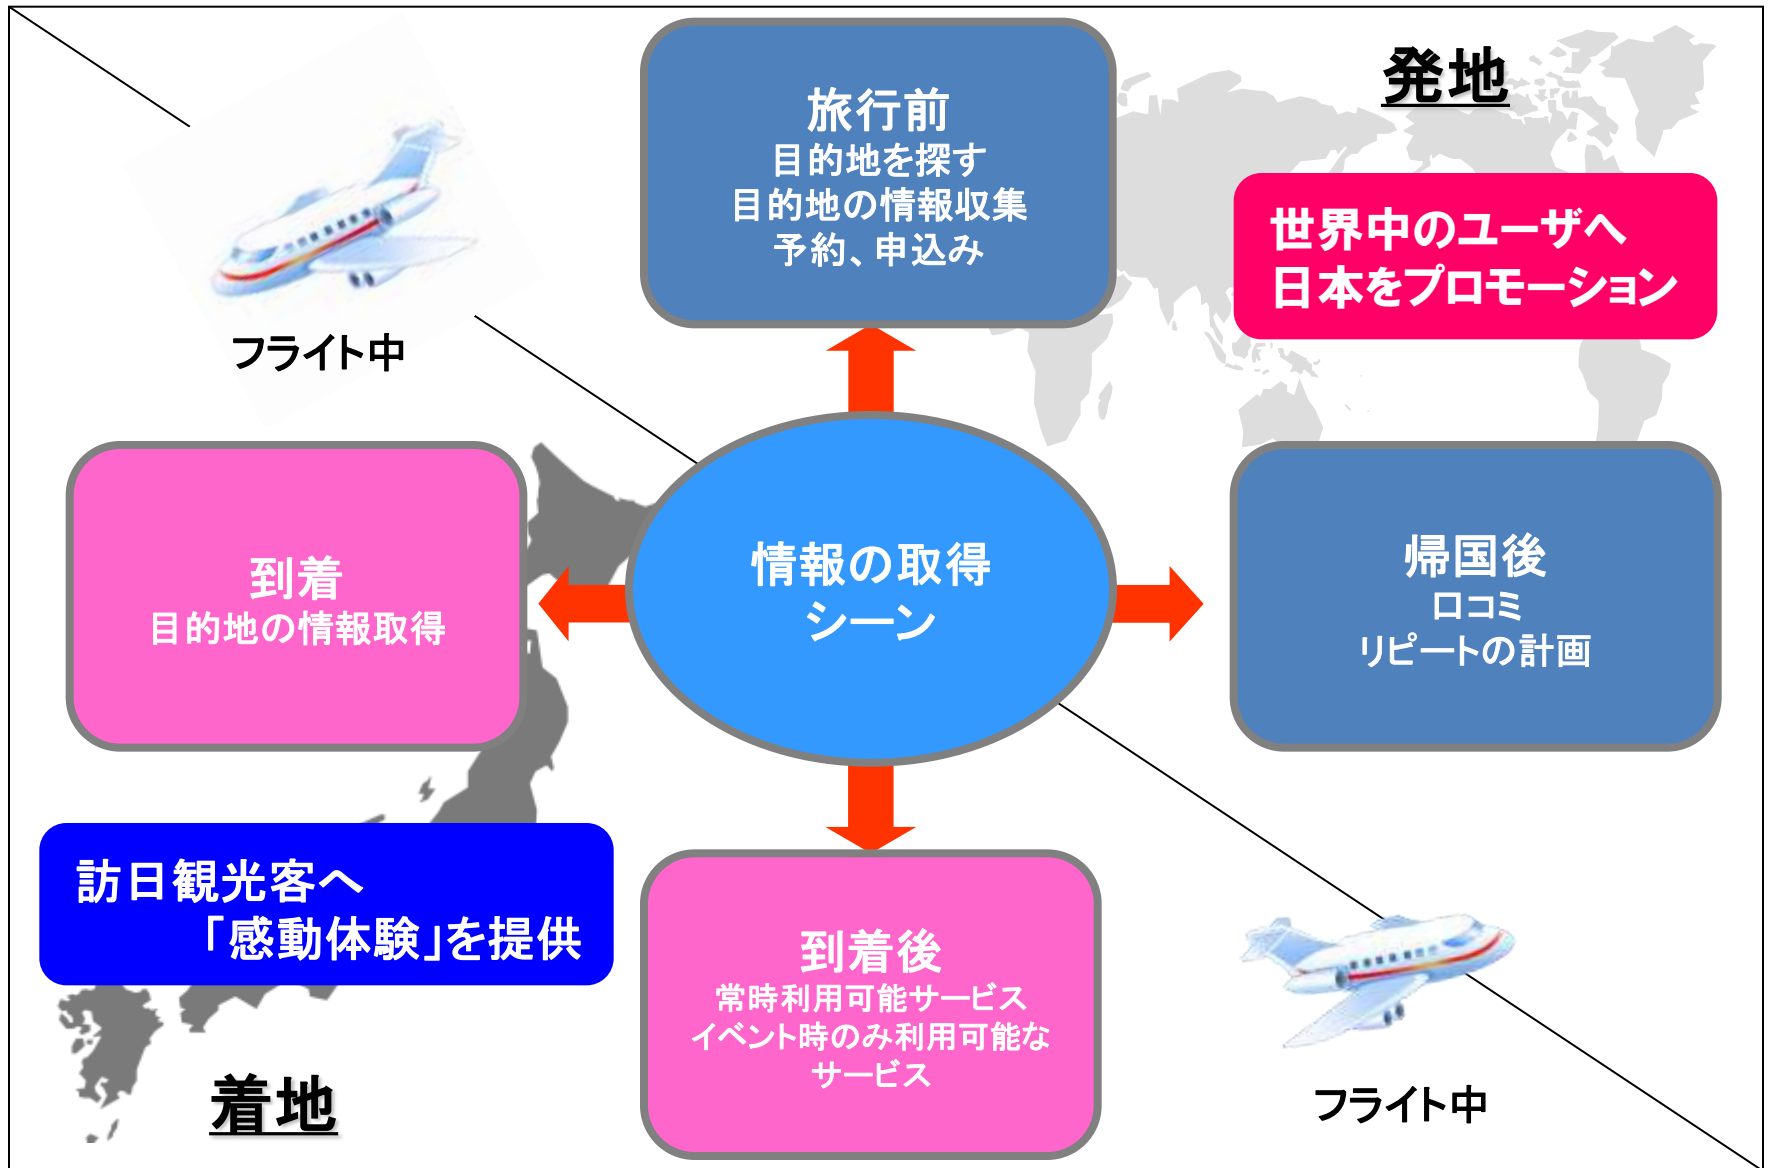 旅行前
目的地を探す
目的地の情報収集
予約、申込み
発地
世界中のユーザへ
日本をプロモーション
フライト中
到着
目的地の情報取得
情報の取得
シーン
帰国後
口コミ
リピートの計画
訪日観光客へ
「感動体験」を提供
到着後
常時利用可能サービス
イベント時のみ利用可能な
サービス
着地
フライト中